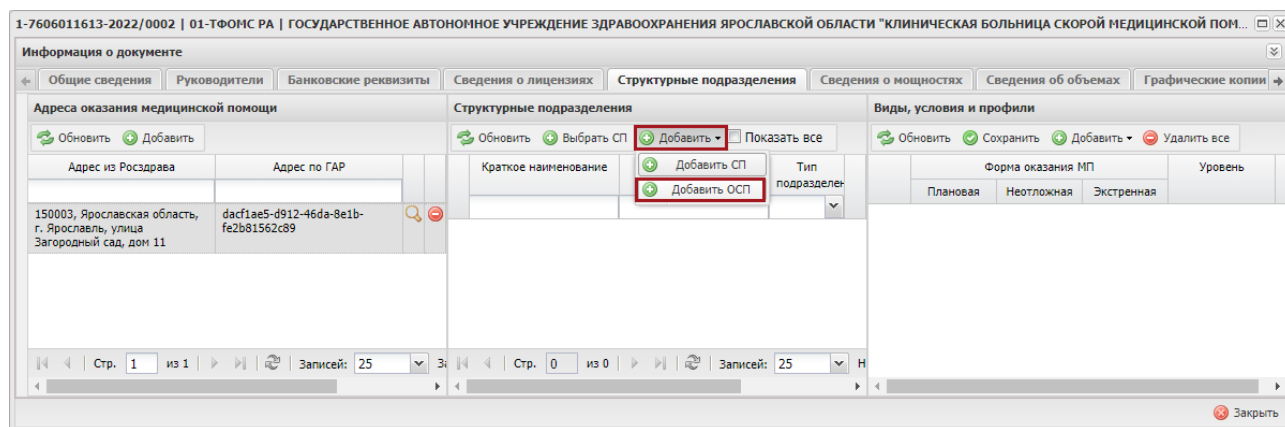 1-7606011613-2022/0002 | 01-ТФОМС РА | ГОСУДАРСТВЕННОЕ АВТОНОМНОЕ УЧРЕЖДЕНИЕ ЗДРАВООХРАНЕНИЯ ЯРОСЛАВСКОЙ ОБЛАСТИ "КЛИНИЧЕСКАЯ БОЛЬНИЦА СКОРОЙ МЕДИЦИНСКОЙ ПОМ...
Информация о документе
Общие сведения Руководители Банковские реквизиты Сведения о лицензиях Структурные подразделения Сведения о мощностях Сведения об объемах Графические копии
Адреса оказания медицинской помощи Структурные подразделения Виды, условия и профили
Обновить Добавить Обновить Выбрать СП Добавить Показать все Обновить Сохранить Добавить Удалить все
Адрес из Росздрава Адрес по ГАР Краткое наименование Добавить СП Тип Форма оказания МП Уровень
Добавить ОСП подразделен Плановая Неотложная Экстренная
150003, Ярославская область, dacf1ae5-d912-46da-8e1b-
г. Ярославль, улица fe2b81562c89
Загородный сад, дом 11
Стр. 1 из 1 Записей: 25 За Стр. 0 из 0 Записей: 25 Н
Закрыть